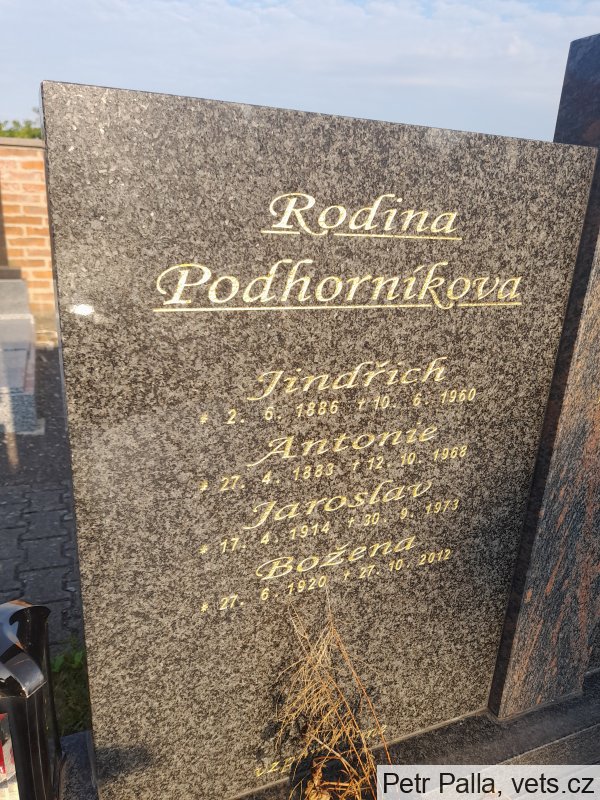 Rodina
Podhorníkova
Jindřich
* 2. 6. 1886 † 10. 6. 1960
Antonie
* 27. 4. 1883 † 12. 10. 1968
Jaroslav
* 17. 4. 1914 † 30. 9. 1973
Božena
* 27. 6. 1920 † 27. 10. 2012
Petr Palla, vets.cz